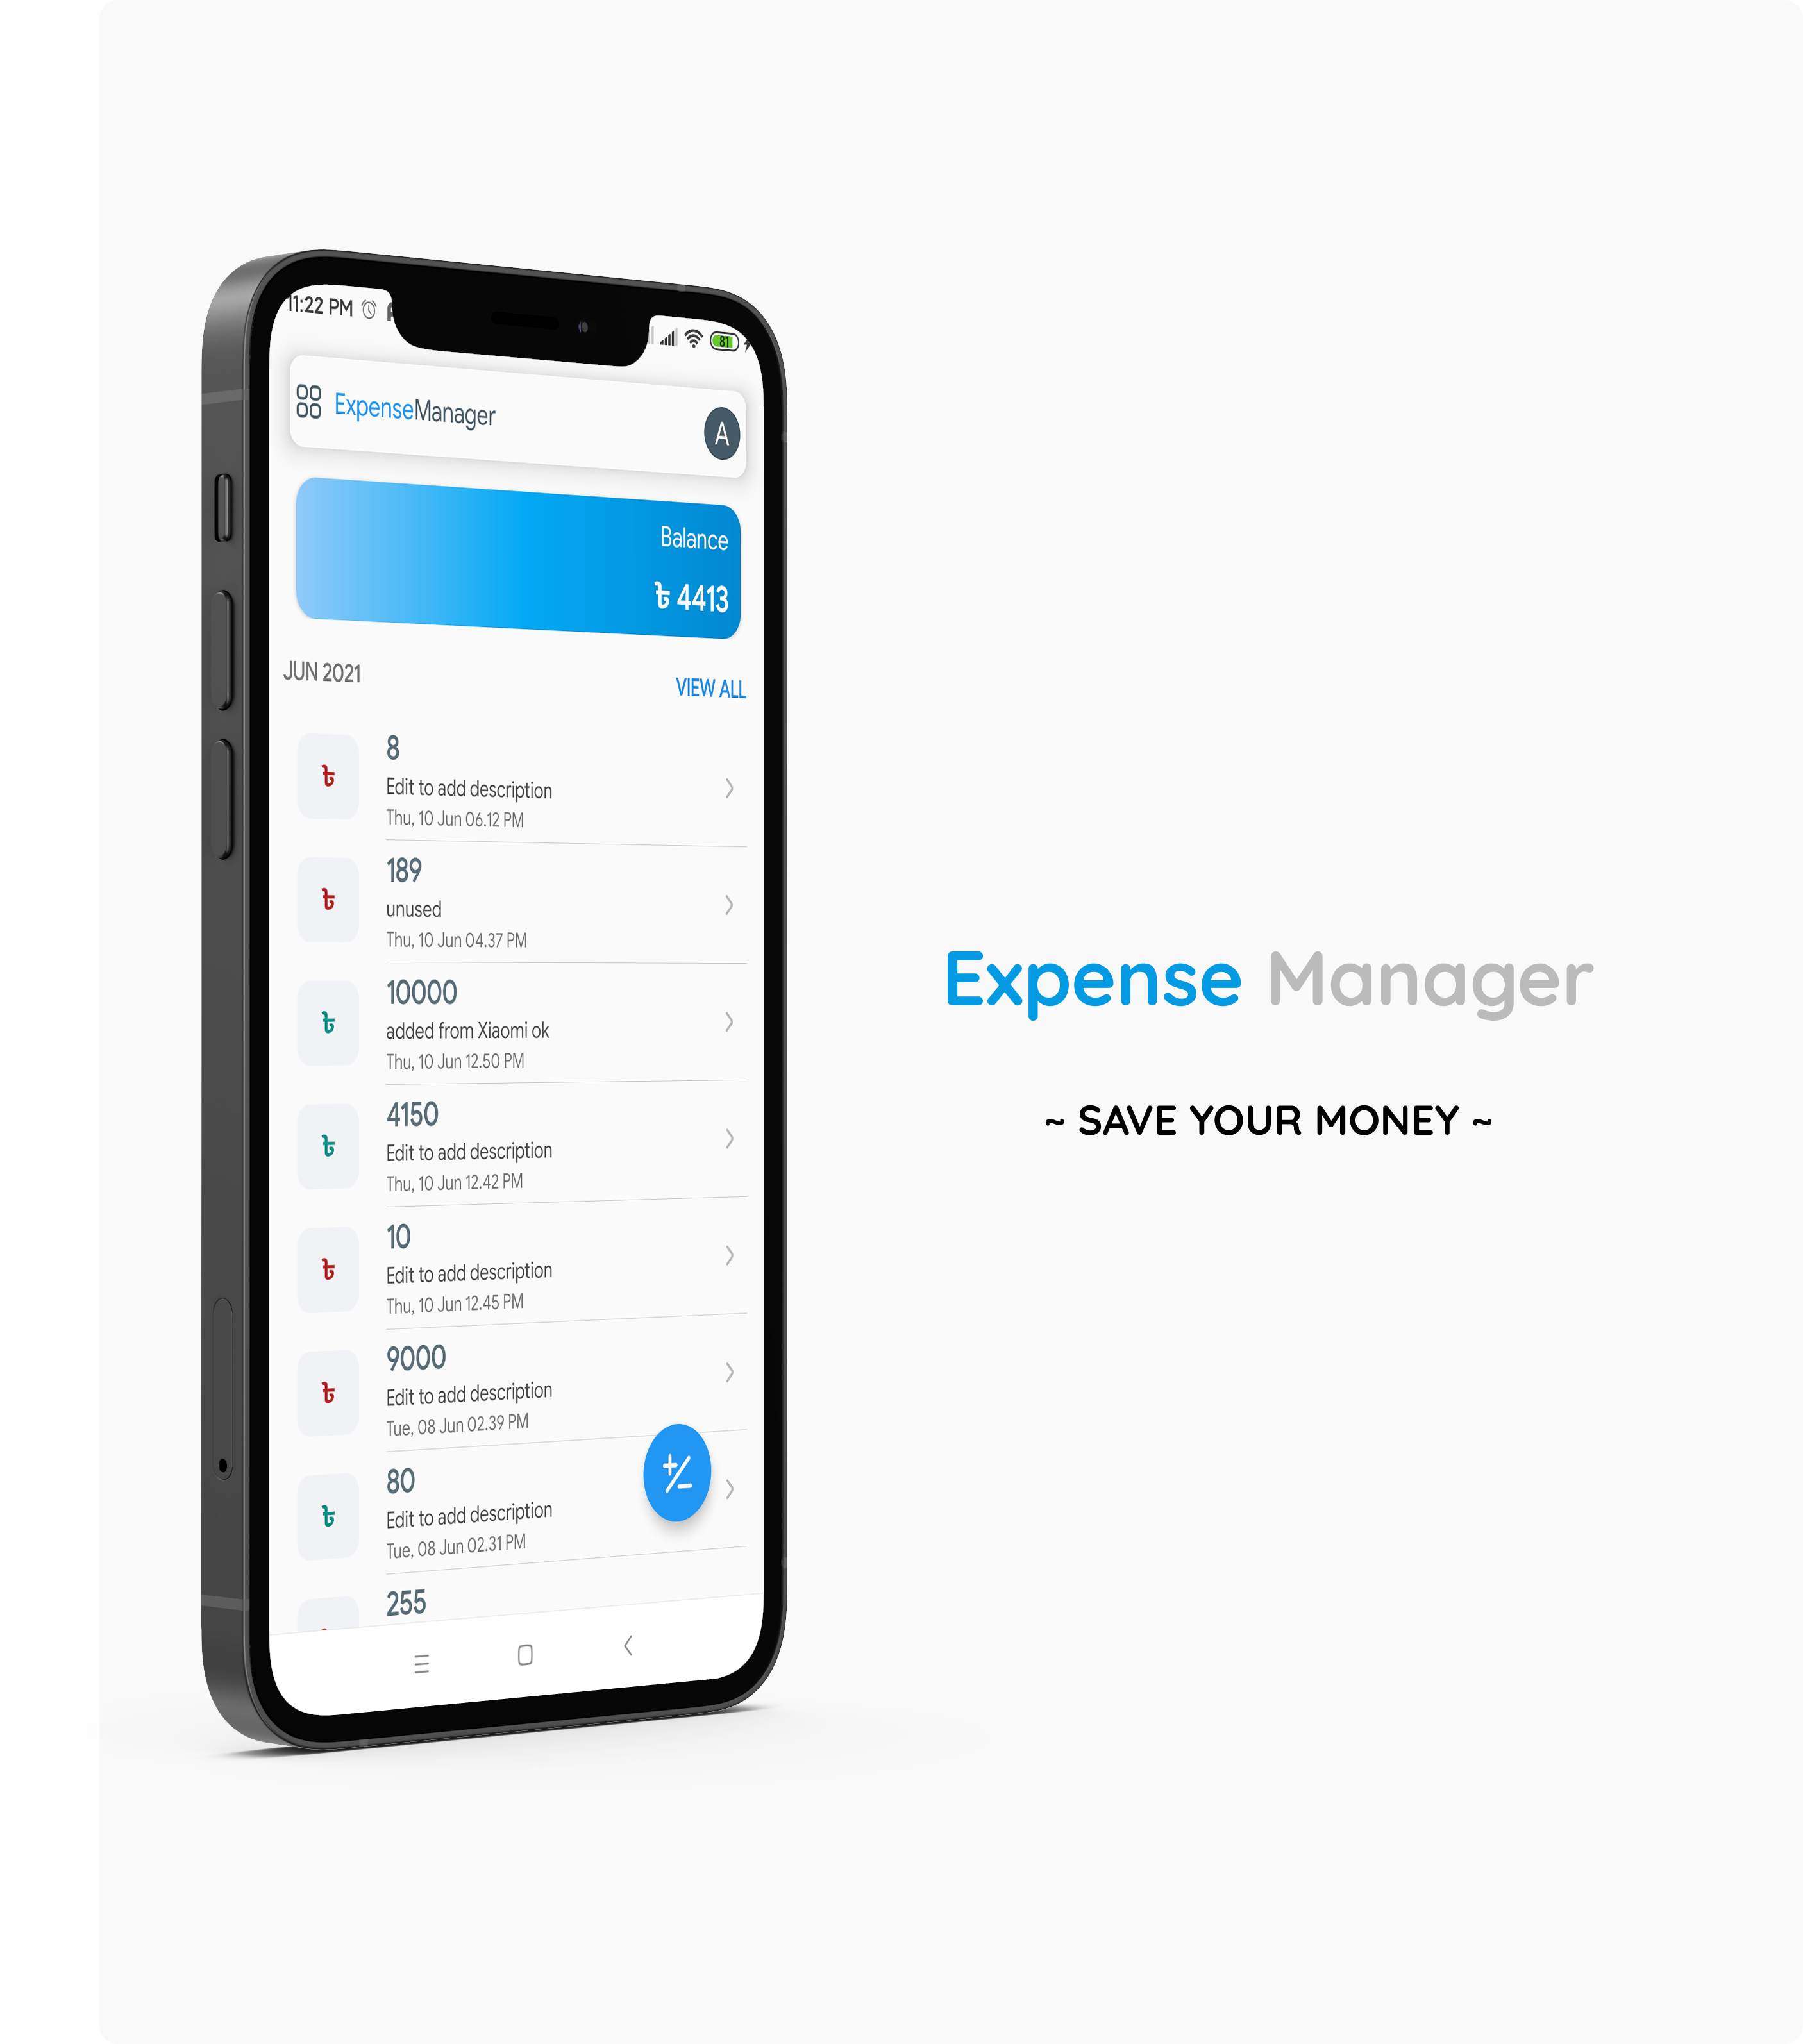 11:22 PM
81
ExpenseManager
A
Balance
৳ 4413
JUN 2021
VIEW ALL
৳
8
Edit to add description
Thu, 10 Jun 06.12 PM
৳
189
unused
Thu, 10 Jun 04.37 PM
৳
10000
added from Xiaomi ok
Thu, 10 Jun 12.50 PM
৳
4150
Edit to add description
Thu, 10 Jun 12.42 PM
৳
10
Edit to add description
Thu, 10 Jun 12.45 PM
৳
9000
Edit to add description
Tue, 08 Jun 02.39 PM
৳
80
Edit to add description
Tue, 08 Jun 02.31 PM
255
Expense Manager
~ SAVE YOUR MONEY ~